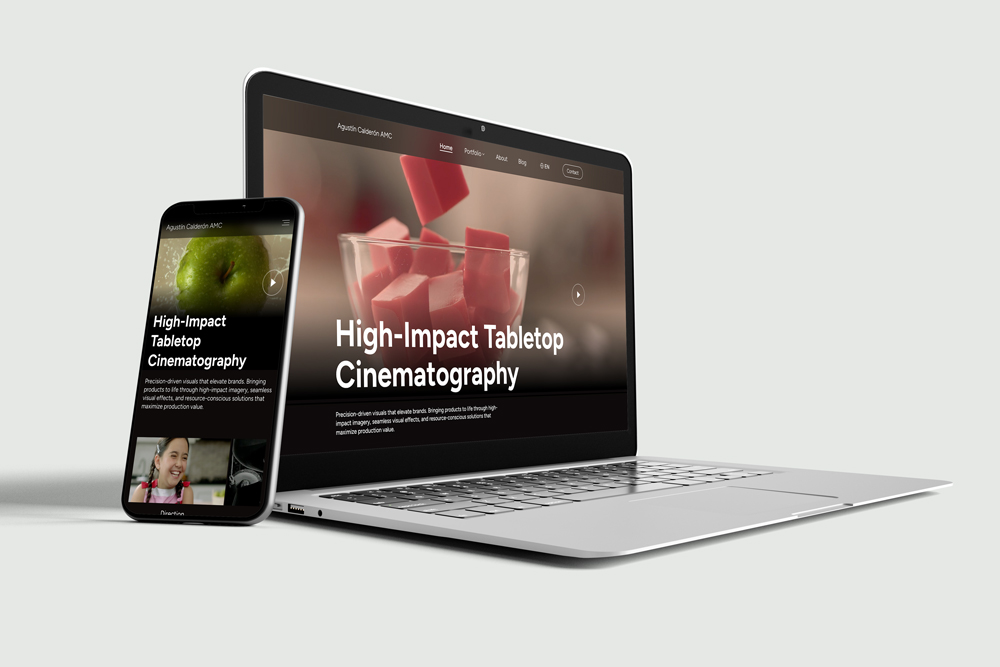 Agustín Calderón AMC
Home
Portfolio
About
Blog
EN
Contact
High-Impact Tabletop
Cinematography
Precision-driven visuals that elevate brands. Bringing products to life through high-
impact imagery, seamless visual effects, and resource-conscious solutions that
maximize production value.
Agustín Calderón AMC
High-Impact
Tabletop
Cinematography
Precision-driven visuals that elevate brands. Bringing
products to life through high-impact imagery, seamless
visual effects, and resource-conscious solutions that
maximize production value.
Direction